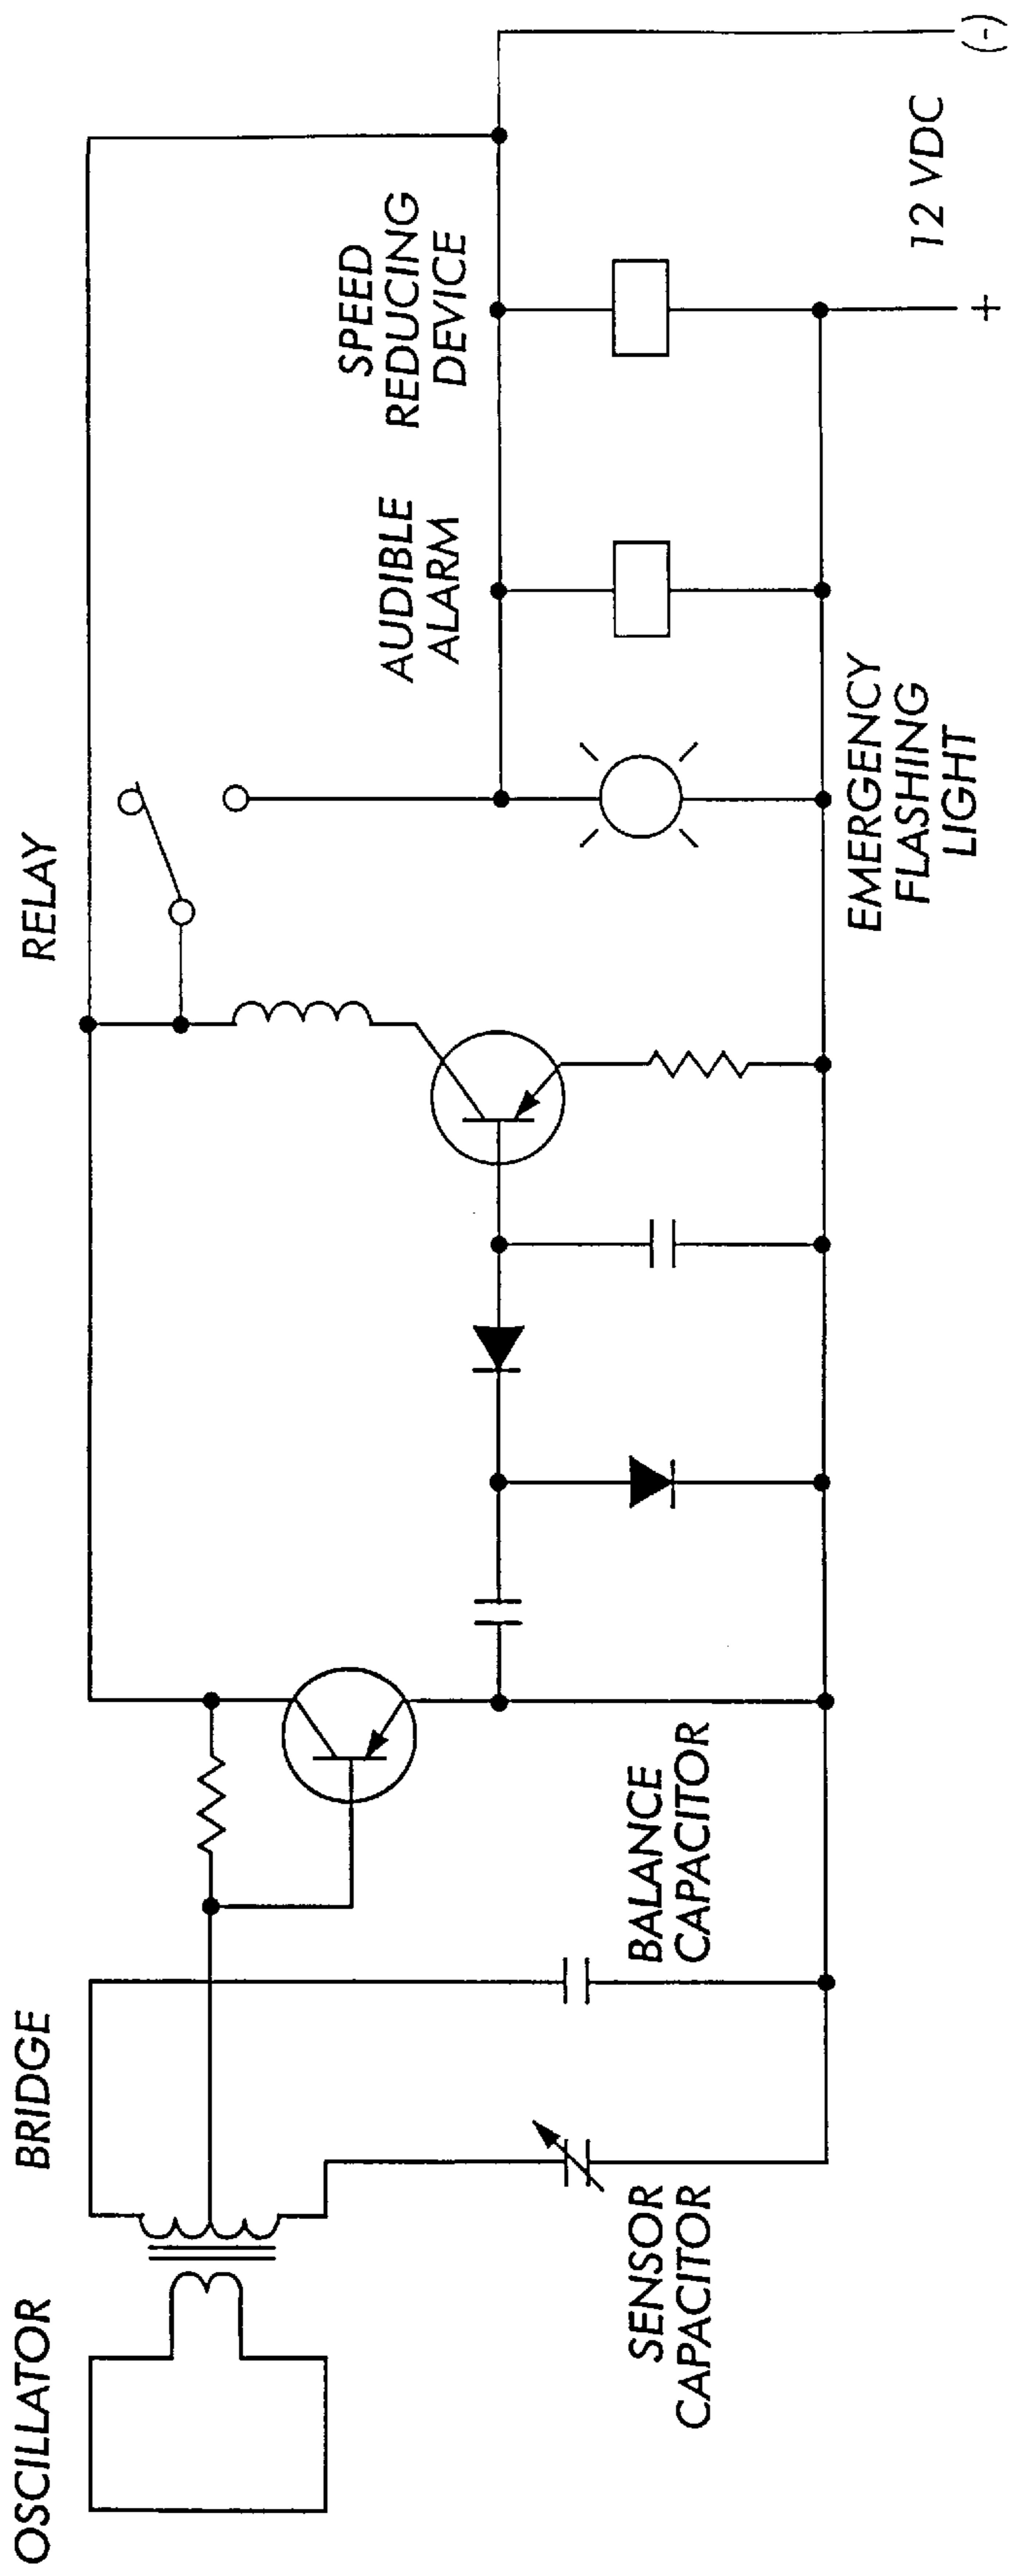 OSCILLATOR
BRIDGE
RELAY
SENSOR
CAPACITOR
BALANCE
CAPACITOR
EMERGENCY
FLASHING
LIGHT
AUDIBLE
ALARM
SPEED
REDUCING
DEVICE
+
12 VDC
(-)